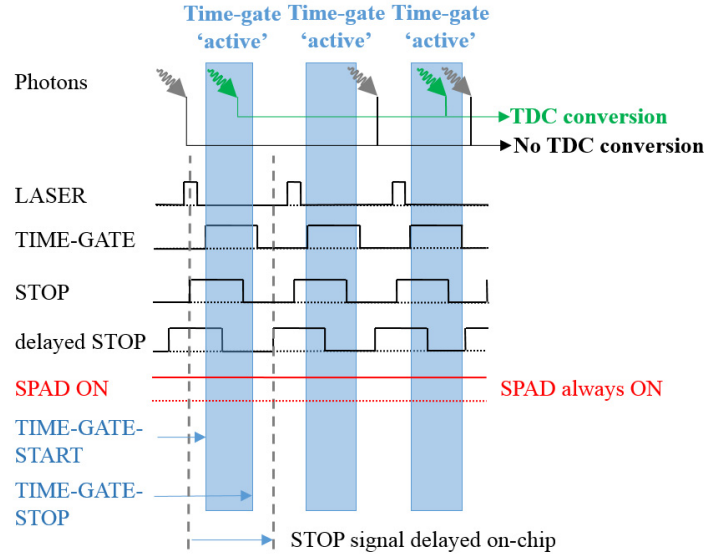 Time-gate Time-gate Time-gate
‘active’ ‘active’ ‘active’
Photons
TDC conversion
No TDC conversion
LASER
TIME-GATE
STOP
delayed STOP
SPAD ON
SPAD always ON
TIME-GATE-
START
TIME-GATE-
STOP
STOP signal delayed on-chip